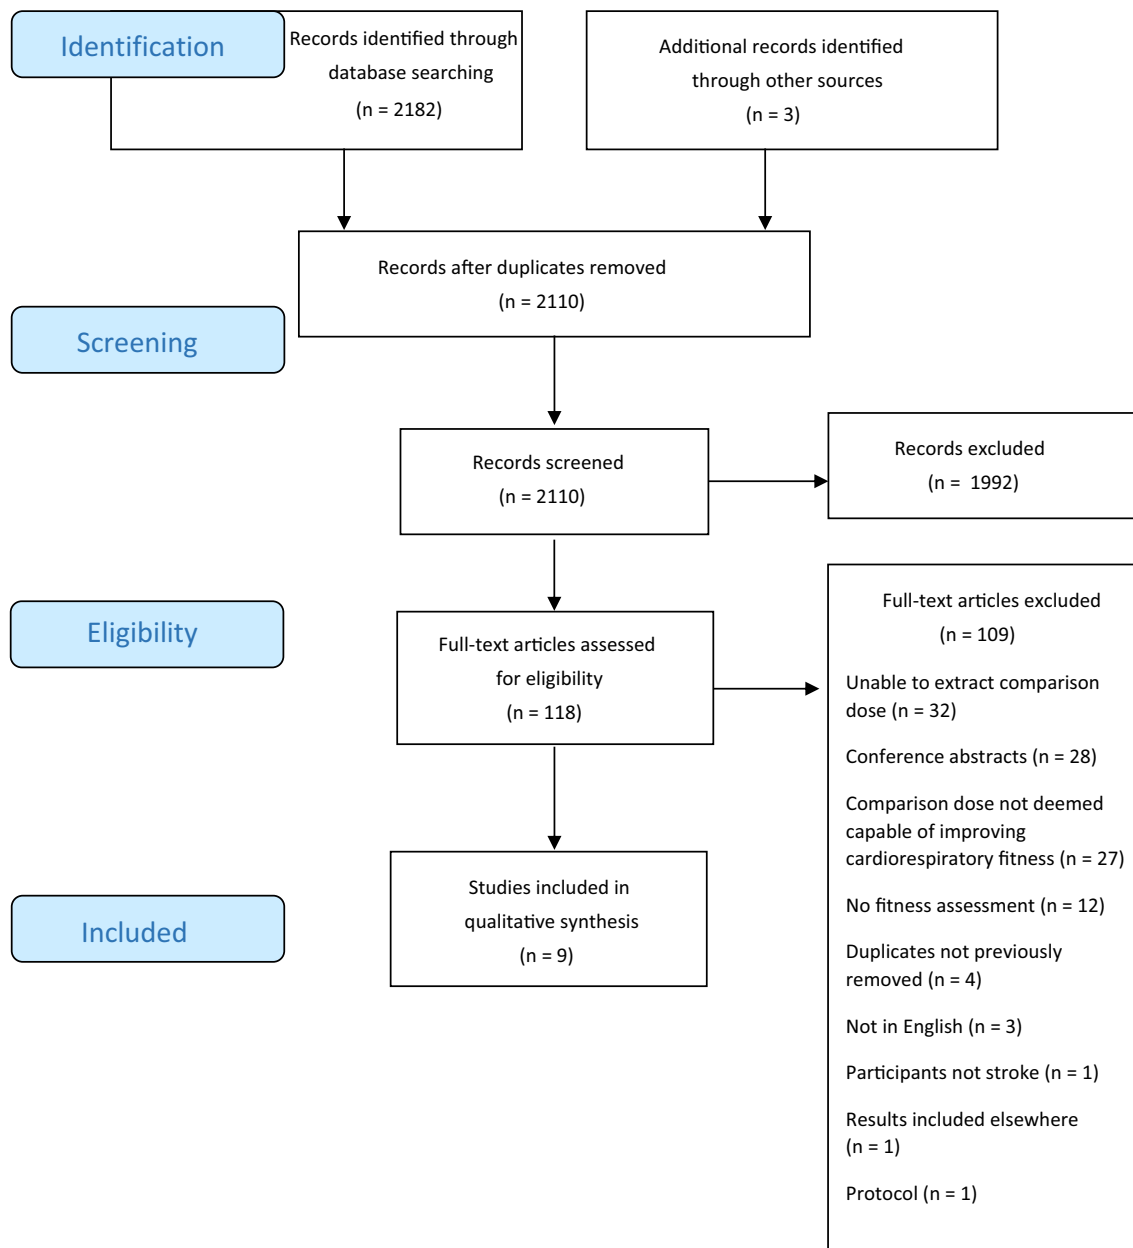 Identification
Records identified through
database searching
(n = 2182)
Additional records identified
through other sources
(n = 3)
Records after duplicates removed
(n = 2110)
Screening
Records screened
(n = 2110)
Records excluded
(n =  1992)
Eligibility
Full-text articles assessed
for eligibility
(n = 118)
Full-text articles excluded
(n = 109)
Unable to extract comparison
dose (n = 32)
Conference abstracts (n = 28)
Comparison dose not deemed
capable of improving
cardiorespiratory fitness (n = 27)
No fitness assessment (n = 12)
Duplicates not previously
removed (n = 4)
Not in English (n = 3)
Participants not stroke (n = 1)
Results included elsewhere
(n = 1)
Protocol (n = 1)
Included
Studies included in
qualitative synthesis
(n = 9)